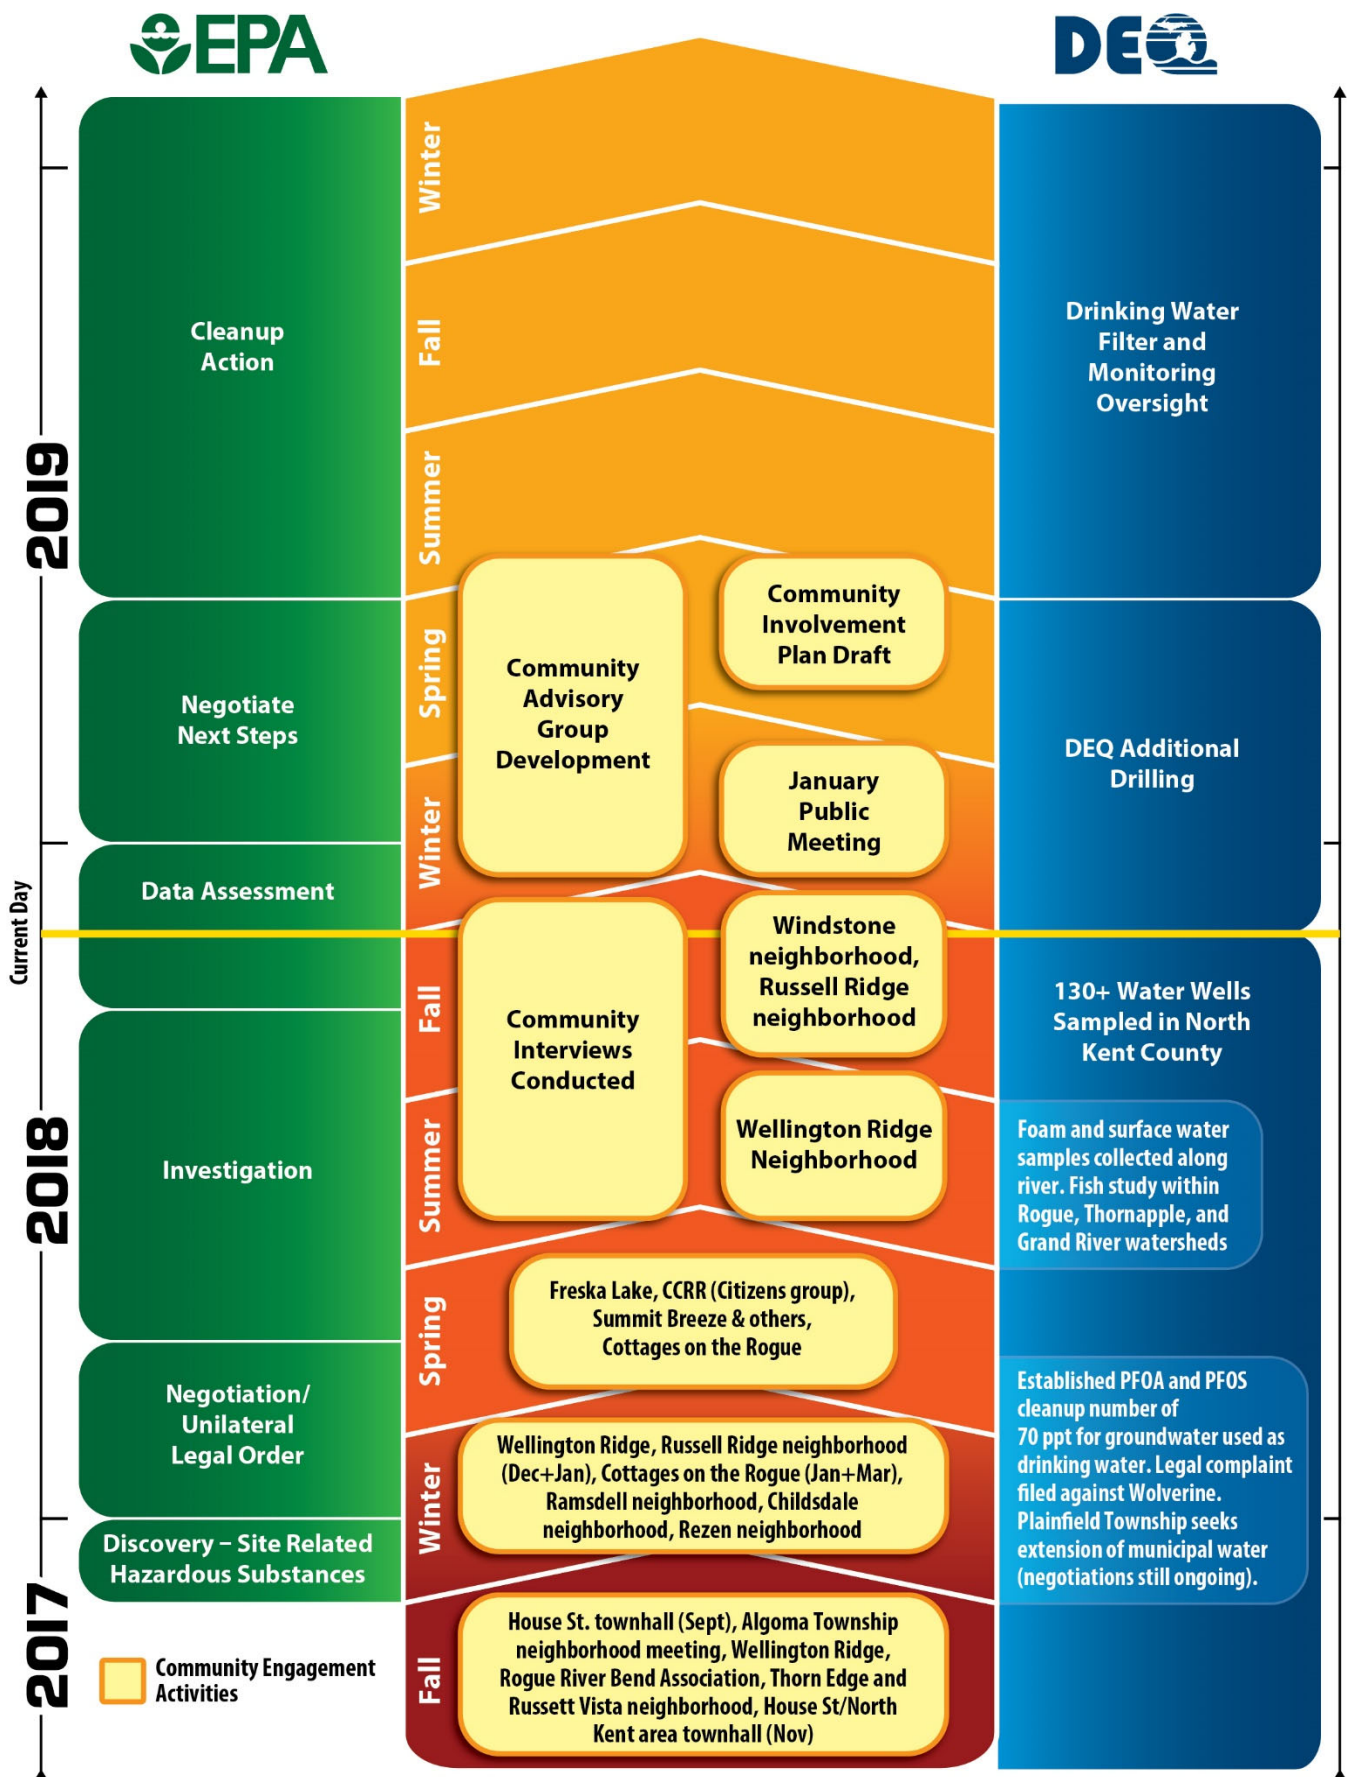 EPA
DEQ
2019
Current Day
2018
2017
Cleanup
Action
Negotiate
Next Steps
Data Assessment
Investigation
Negotiation/
Unilateral
Legal Order
Discovery – Site Related
Hazardous Substances
Community Engagement
Activities
Winter
Fall
Summer
Spring
Winter
Fall
Summer
Spring
Winter
Fall
Community
Advisory
Group
Development
Community
Involvement
Plan Draft
January
Public
Meeting
Community
Interviews
Conducted
Windstone
neighborhood,
Russell Ridge
neighborhood
Wellington Ridge
Neighborhood
Freska Lake, CCRR (Citizens group),
Summit Breeze & others,
Cottages on the Rogue
Wellington Ridge, Russell Ridge neighborhood
(Dec+Jan), Cottages on the Rogue (Jan+Mar),
Ramsdell neighborhood, Childsdale
neighborhood, Rezen neighborhood
House St. townhall (Sept), Algoma Township
neighborhood meeting, Wellington Ridge,
Rogue River Bend Association, Thorn Edge and
Russett Vista neighborhood, House St/North
Kent area townhall (Nov)
Drinking Water
Filter and
Monitoring
Oversight
DEQ Additional
Drilling
130+ Water Wells
Sampled in North
Kent County
Foam and surface water
samples collected along
river. Fish study within
Rogue, Thornapple, and
Grand River watersheds
Established PFOA and PFOS
cleanup number of
70 ppt for groundwater used as
drinking water. Legal complaint
filed against Wolverine.
Plainfield Township seeks
extension of municipal water
(negotiations still ongoing).